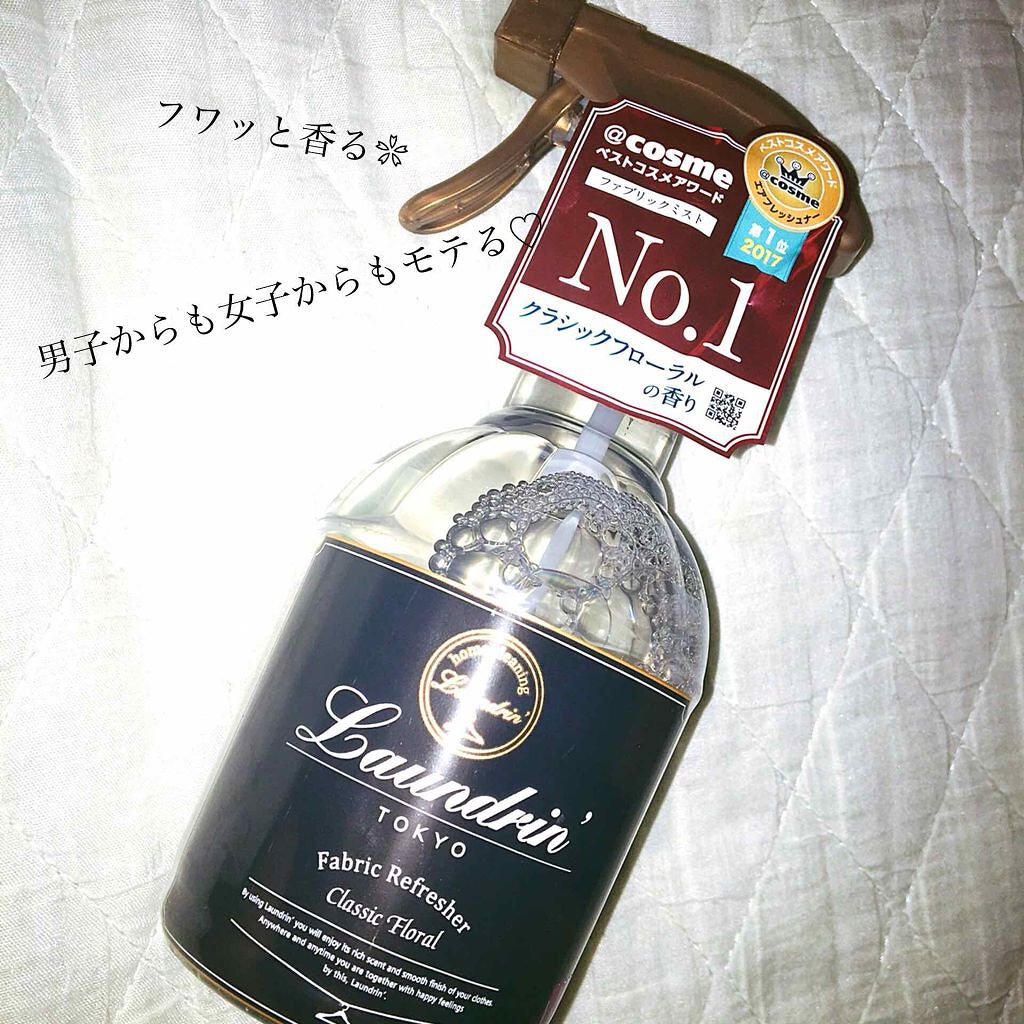 フワッと香る
男子からも女子からもモテる♡
@cosme
ベストコスメアワード
ファブリックミスト
No.1
クラシックフローラル
の香り
ベストコスメアワード
@cosme
エアフレッシュナー
第1位
2017
home cleaning
Laundrin'
Laundrin'
TOKYO
Fabric Refresher
Classic Floral
By using Laundrin' you will enjoy its rich scent and smooth finish of your clothes.
Anywhere and anytime you are together with happy feelings
by this, Laundrin'.